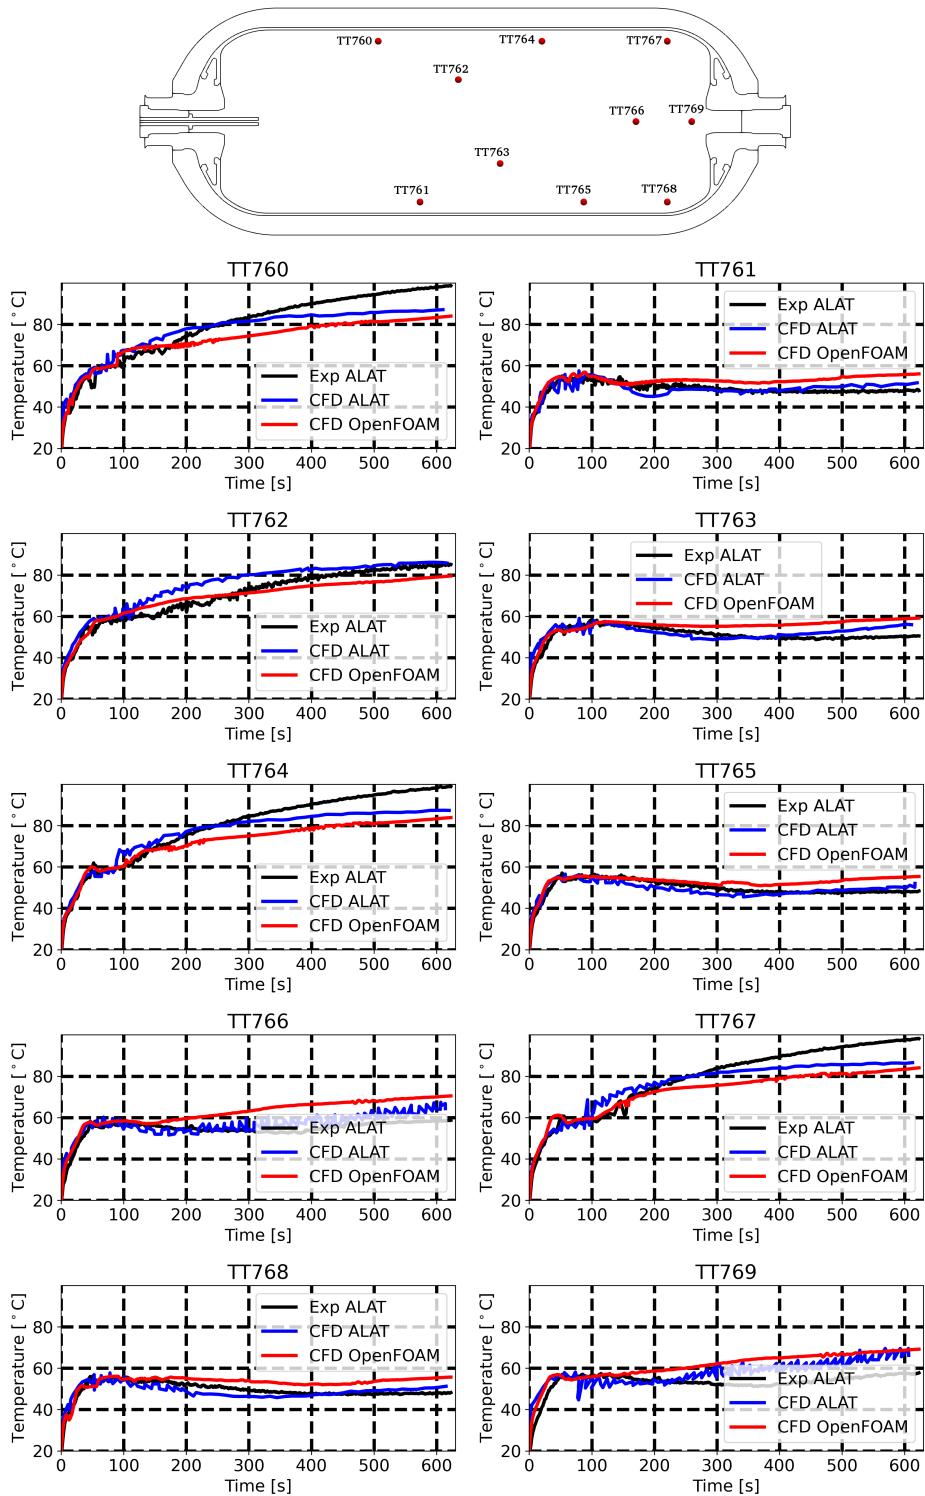 TT760 TT764 TT767
TT762
TT766 TT769
TT763
TT761 TT765 TT768
TT760
Temperature [°C]
80
60
40
20
Exp ALAT
CFD ALAT
CFD OpenFOAM
0 100 200 300 400 500 600
Time [s]
TT761
Temperature [°C]
80
60
40
20
Exp ALAT
CFD ALAT
CFD OpenFOAM
0 100 200 300 400 500 600
Time [s]
TT762
Temperature [°C]
80
60
40
20
Exp ALAT
CFD ALAT
CFD OpenFOAM
0 100 200 300 400 500 600
Time [s]
TT763
Temperature [°C]
80
60
40
20
Exp ALAT
CFD ALAT
CFD OpenFOAM
0 100 200 300 400 500 600
Time [s]
TT764
Temperature [°C]
80
60
40
20
Exp ALAT
CFD ALAT
CFD OpenFOAM
0 100 200 300 400 500 600
Time [s]
TT765
Temperature [°C]
80
60
40
20
Exp ALAT
CFD ALAT
CFD OpenFOAM
0 100 200 300 400 500 600
Time [s]
TT766
Temperature [°C]
80
60
40
20
Exp ALAT
CFD ALAT
CFD OpenFOAM
0 100 200 300 400 500 600
Time [s]
TT767
Temperature [°C]
80
60
40
20
Exp ALAT
CFD ALAT
CFD OpenFOAM
0 100 200 300 400 500 600
Time [s]
TT768
Temperature [°C]
80
60
40
20
Exp ALAT
CFD ALAT
CFD OpenFOAM
0 100 200 300 400 500 600
Time [s]
TT769
Temperature [°C]
80
60
40
20
Exp ALAT
CFD ALAT
CFD OpenFOAM
0 100 200 300 400 500 600
Time [s]